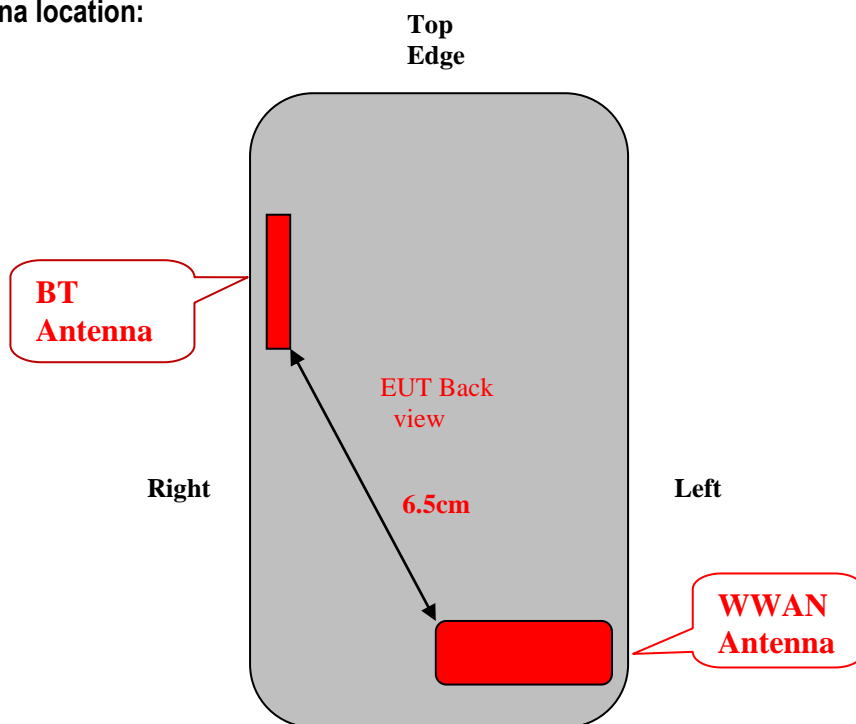 na location:
Top
Edge
BT
Antenna
EUT Back
view
Right
6.5cm
Left
WWAN
Antenna